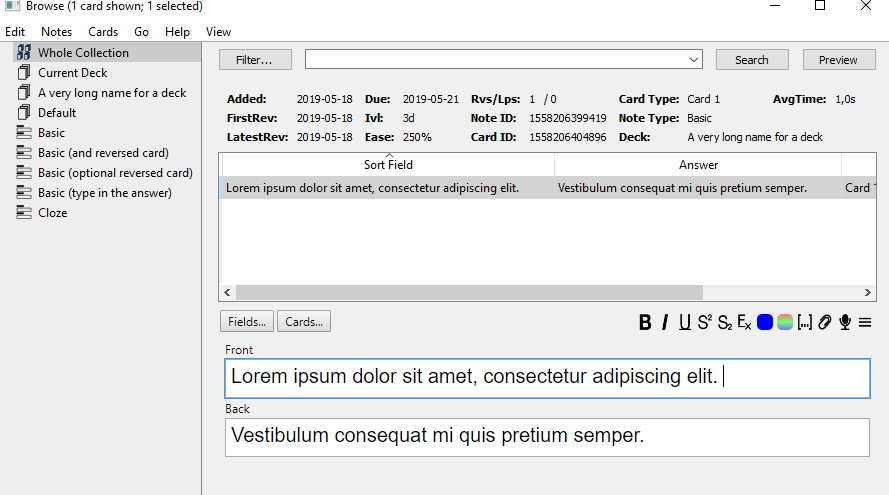 Browse (1 card shown; 1 selected)
Edit Notes Cards Go Help View
Whole Collection
Current Deck
A very long name for a deck
Default
Basic
Basic (and reversed card)
Basic (optional reversed card)
Basic (type in the answer)
Cloze
Filter... Search Preview
Added: 2019-05-18 Due: 2019-05-21 Rvs/Lps: 1 / 0 Card Type: Card 1 AvgTime: 1,0s
FirstRev: 2019-05-18 Ivl: 3d Note ID: 1558206399419 Note Type: Basic
LatestRev: 2019-05-18 Ease: 250% Card ID: 1558206404896 Deck: A very long name for a deck
Sort Field Answer
Lorem ipsum dolor sit amet, consectetur adipiscing elit. Vestibulum consequat mi quis pretium semper. Card 1
Fields... Cards... B I U S² S₂ Ex [...]
Front
Lorem ipsum dolor sit amet, consectetur adipiscing elit.
Back
Vestibulum consequat mi quis pretium semper.